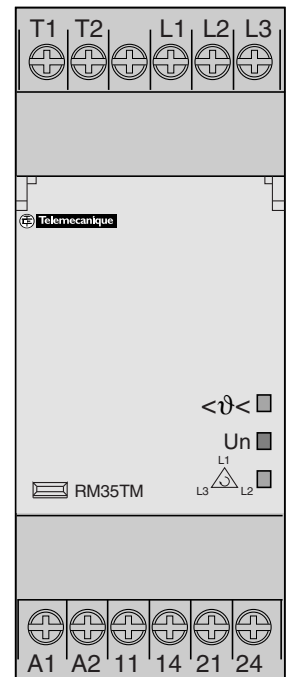 T1 T2 L1 L2 L3
Telemecanique
<ϑ<
Un
L1
L3 L2
RM35TM
A1 A2 11 14 21 24